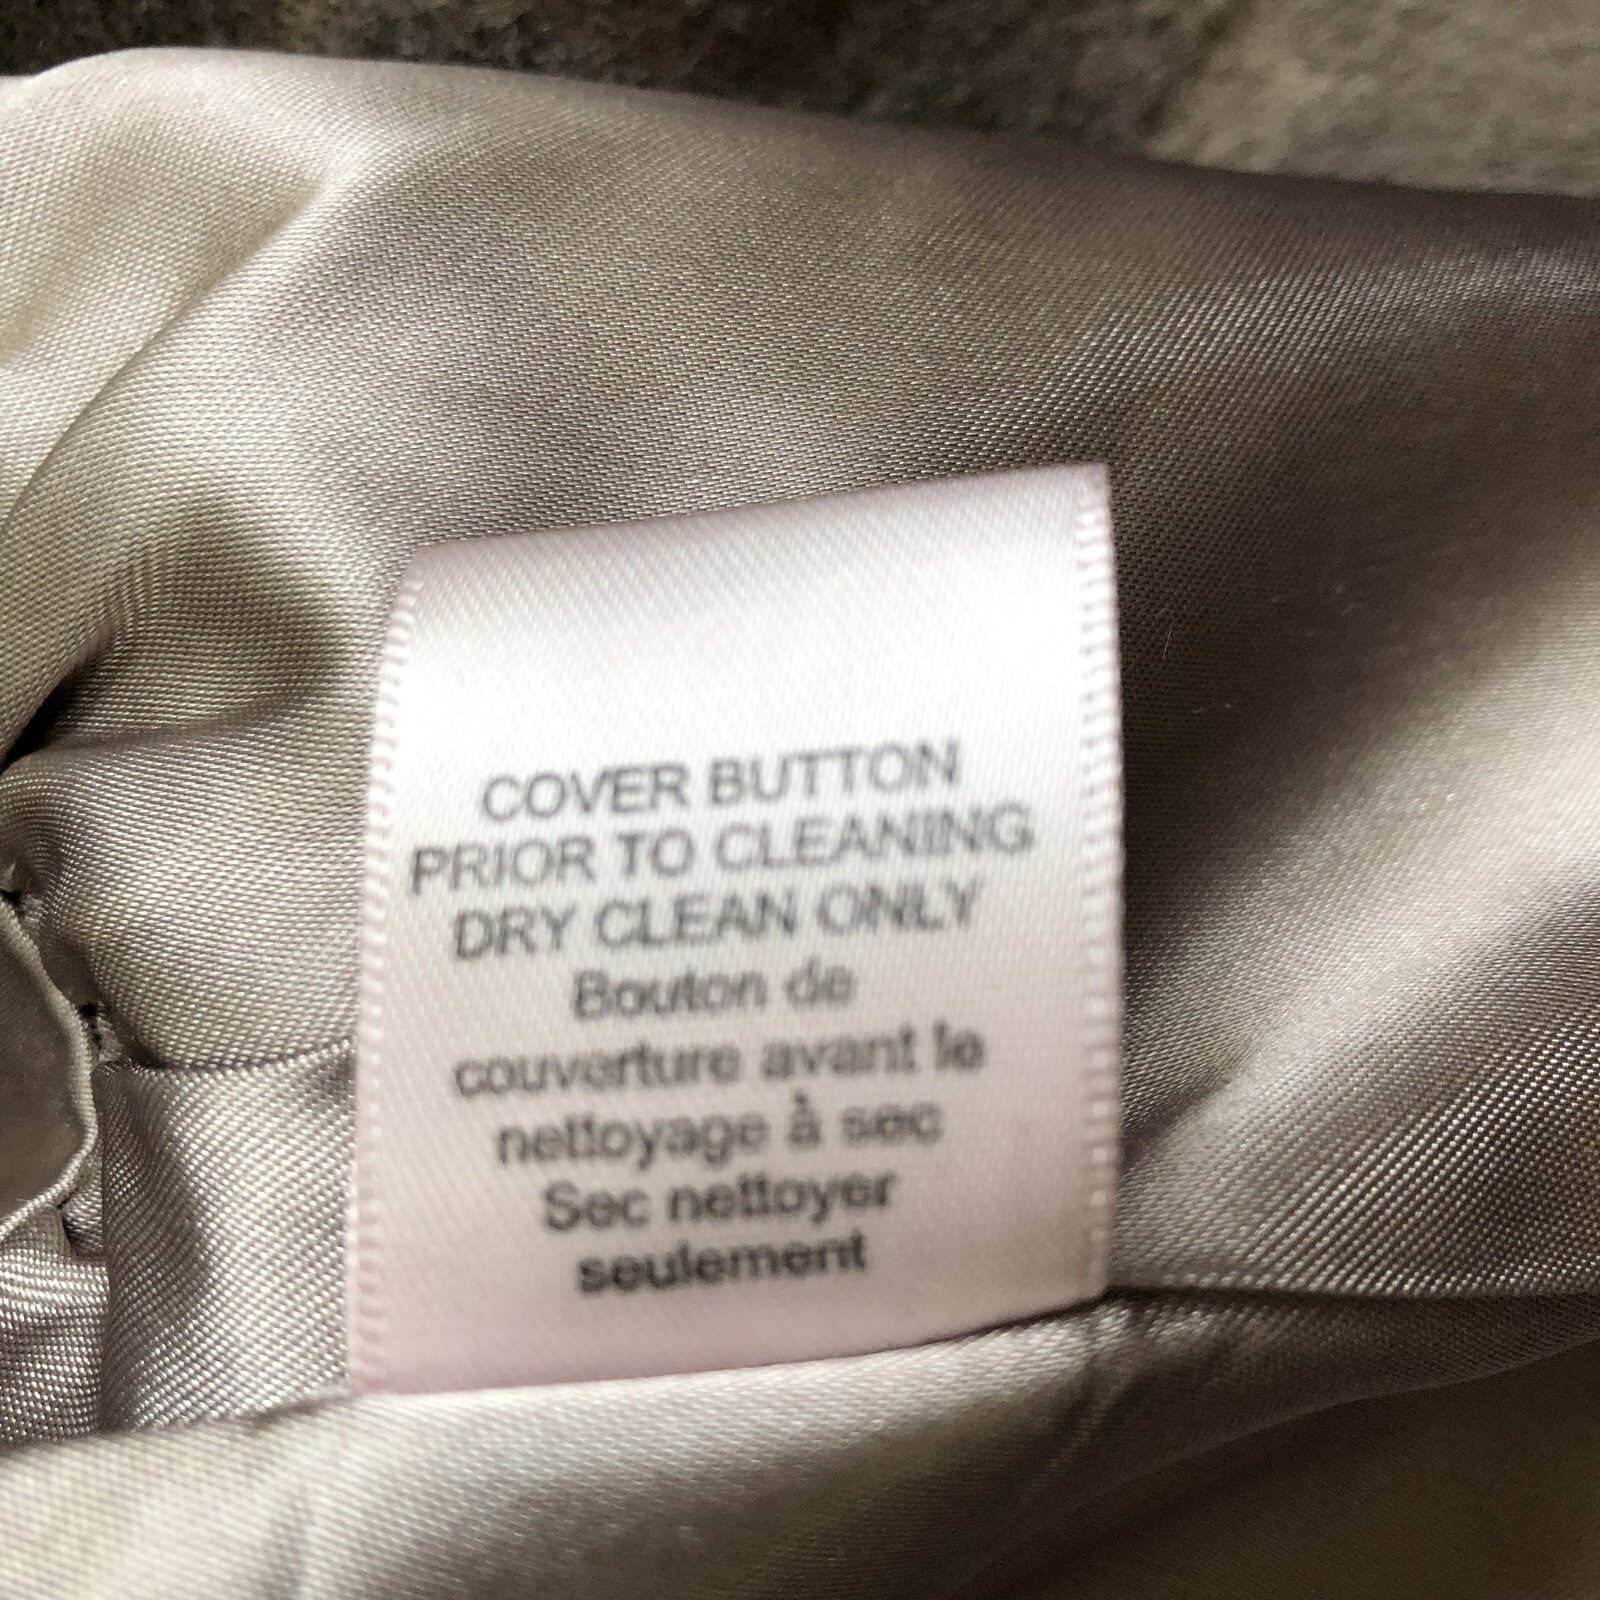 COVER BUTTON
PRIOR TO CLEANING
DRY CLEAN ONLY
Bouton de
couverture avant le
nettoyage à sec
Sec nettoyer
seulement